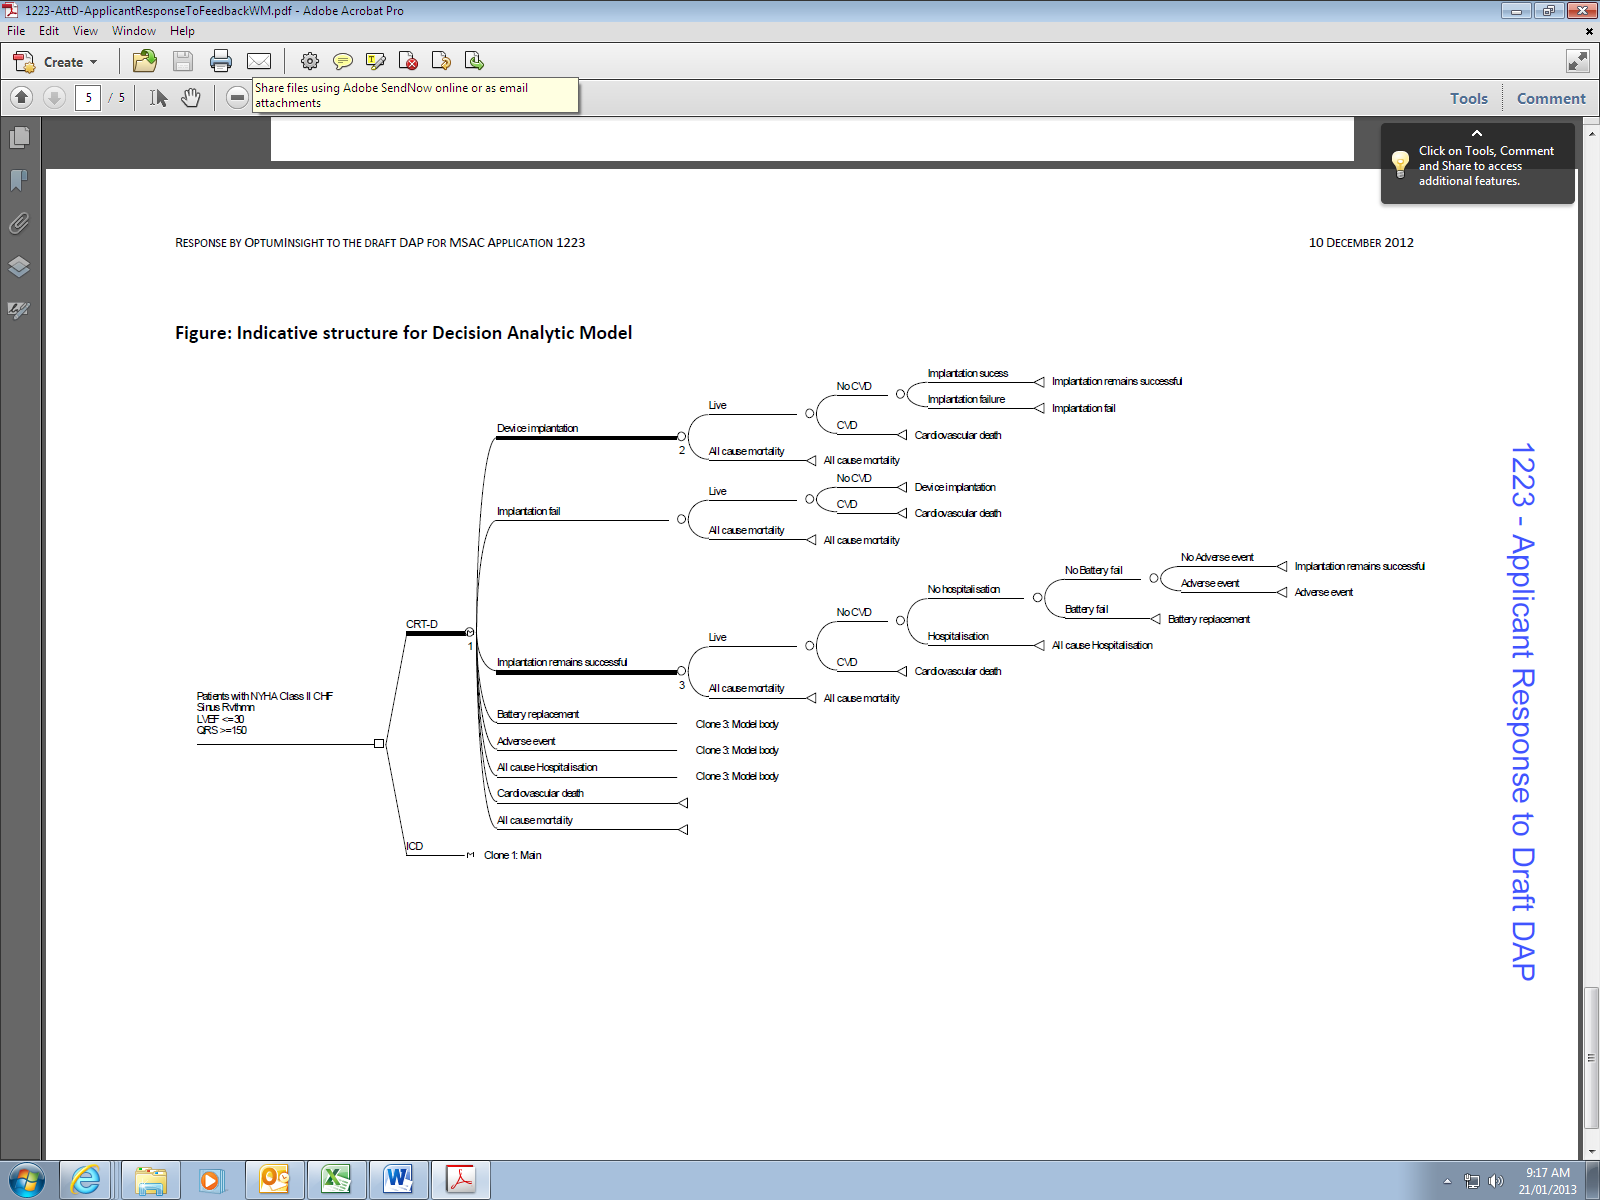 1223-AttD-ApplicantResponseToFeedbackWM.pdf - Adobe Acrobat Pro
File Edit View Window Help
Create
5 / 5
Share files using Adobe SendNow online or as email
attachments
Tools Comment
Click on Tools, Comment
and Share to access
additional features.
RESPONSE BY OPTUMINSIGHT TO THE DRAFT DAP FOR MSAC APPLICATION 1223
10 DECEMBER 2012
Figure: Indicative structure for Decision Analytic Model
Patients with NYHA Class II CHF
Sinus Rvthmn
LVEF <=30
QRS >=150
CRT-D
1
Device implantation
2
Live
No CVD
Implantation sucess
Implantation remains successful
Implantation failure
Implantation fail
CVD
Cardiovascular death
All cause mortality
All cause mortality
Implantation fail
Live
No CVD
Device implantation
CVD
Cardiovascular death
All cause mortality
All cause mortality
Implantation remains successful
3
Live
No CVD
No hospitalisation
No Battery fail
No Adverse event
Implantation remains successful
Adverse event
Adverse event
Battery fail
Battery replacement
Hospitalisation
All cause Hospitalisation
CVD
Cardiovascular death
All cause mortality
All cause mortality
Battery replacement
Clone 3: Model body
Adverse event
Clone 3: Model body
All cause Hospitalisation
Clone 3: Model body
Cardiovascular death
All cause mortality
ICD
Clone 1: Main
1223 - Applicant Response to Draft DAP
9:17 AM
21/01/2013